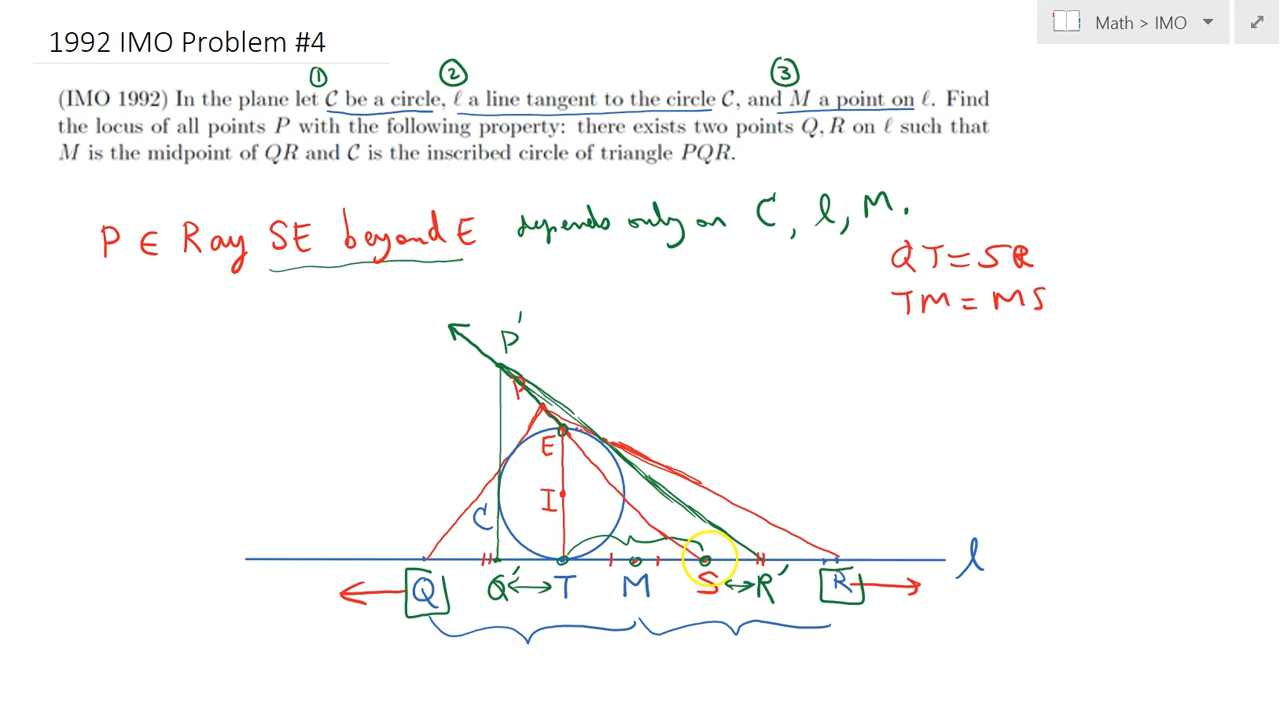 Math > IMO
1992 IMO Problem #4
① ② ③
(IMO 1992) In the plane let C be a circle, ℓ a line tangent to the circle C, and M a point on ℓ. Find
the locus of all points P with the following property: there exists two points Q, R on ℓ such that
M is the midpoint of QR and C is the inscribed circle of triangle PQR.
P ∈ Ray SE beyond E depends only on C, l, M.
QT = SR
TM = MS
P'
P
E
I
C
l
Q Q' T M S R' R